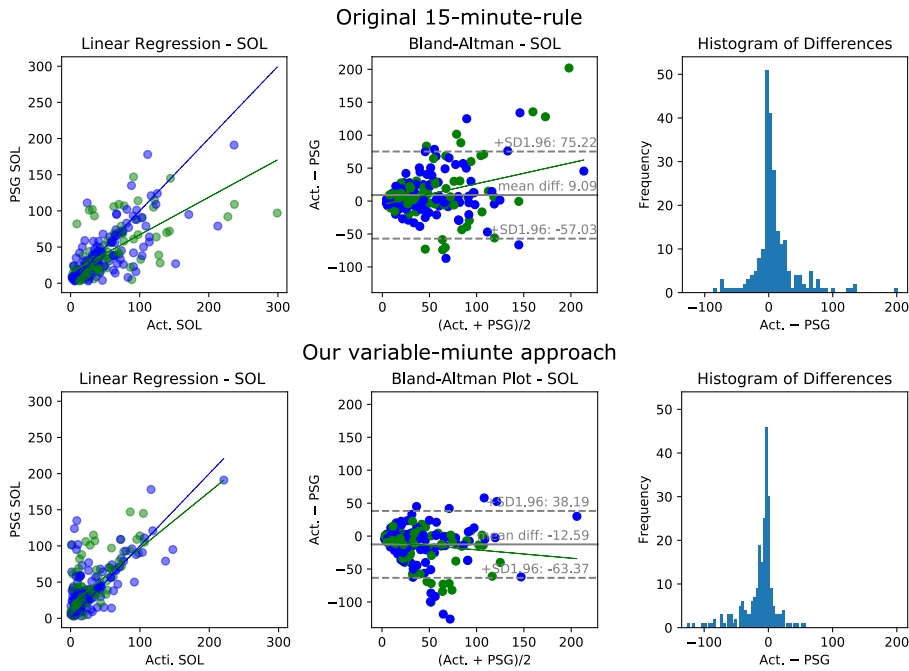 Original 15-minute-rule
Linear Regression - SOL
Bland-Altman - SOL
Histogram of Differences
PSG SOL
300
250
200
150
100
50
0
0
100
200
300
Act. SOL
Act. − PSG
200
150
100
50
0
−50
−100
+SD1.96: 75.22
mean diff: 9.09
+SD1.96: -57.03
0
50
100
150
200
(Act. + PSG)/2
Frequency
50
40
30
20
10
0
−100
0
100
200
Act. − PSG
Our variable-miunte approach
Linear Regression - SOL
Bland-Altman Plot - SOL
Histogram of Differences
PSG SOL
300
250
200
150
100
50
0
0
100
200
300
Acti. SOL
Act. − PSG
200
150
100
50
0
−50
−100
+SD1.96: 38.19
mean diff: -12.59
+SD1.96: -63.37
0
50
100
150
200
(Act. + PSG)/2
Frequency
50
40
30
20
10
0
−100
0
100
200
Act. − PSG